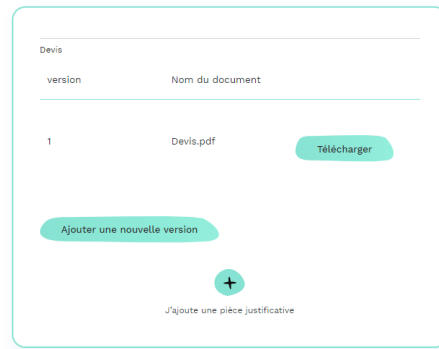 Devis
version Nom du document
1 Devis.pdf Télécharger
Ajouter une nouvelle version
J'ajoute une pièce justificative